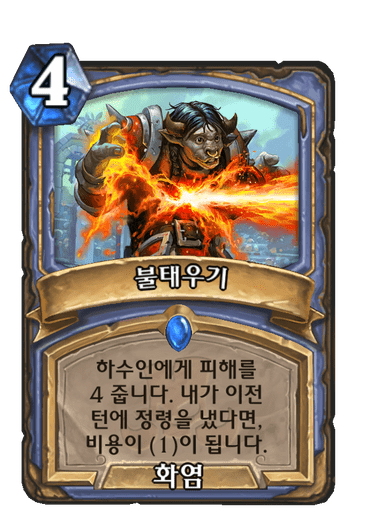 4
불태우기
하수인에게 피해를
4 줍니다. 내가 이전
턴에 정령을 냈다면,
비용이 (1)이 됩니다.
화염